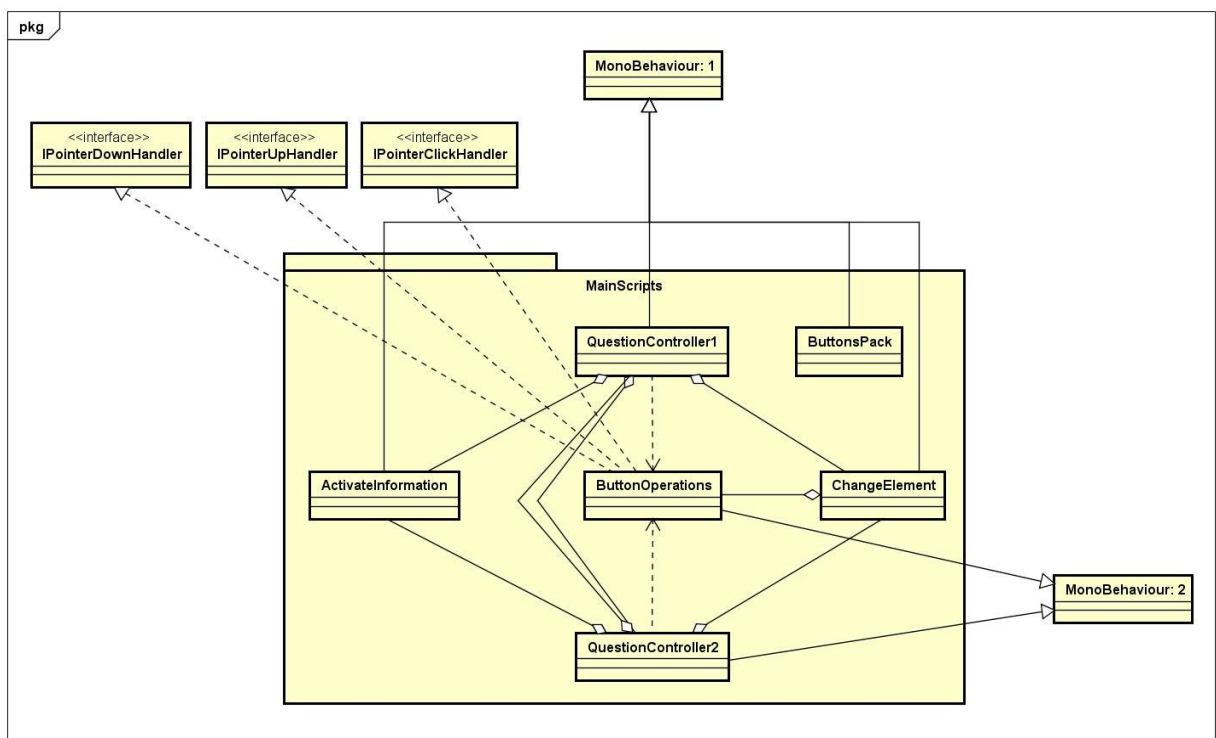 pkg
MonoBehaviour: 1
<<interface>>
IPointerDownHandler
<<interface>>
IPointerUpHandler
<<interface>>
IPointerClickHandler
MainScripts
QuestionController1
ButtonsPack
ActivateInformation
ButtonOperations
ChangeElement
MonoBehaviour: 2
QuestionController2